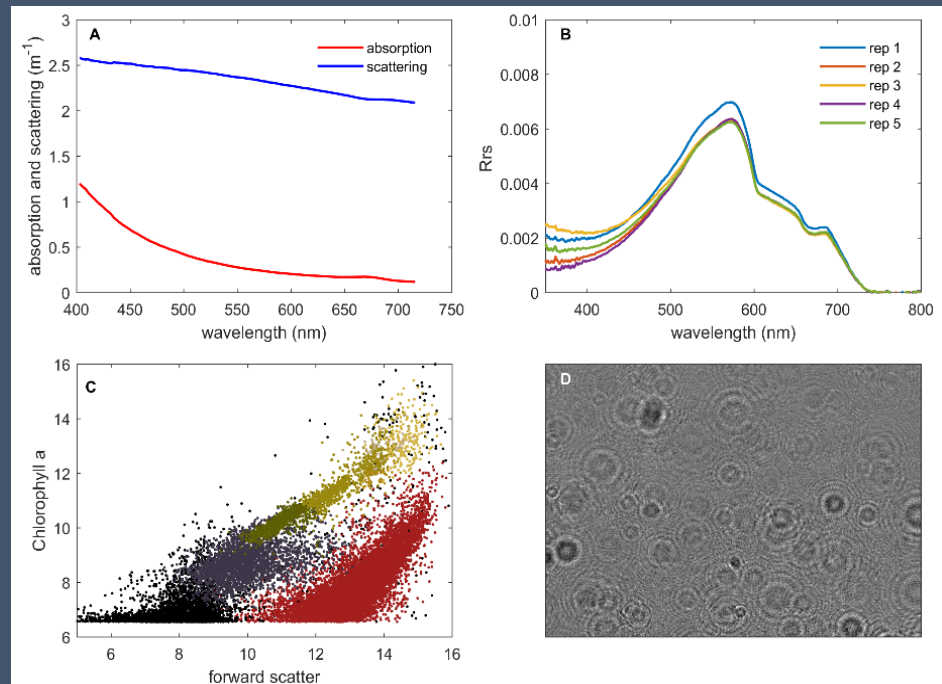 A
absorption
scattering
absorption and scattering (m⁻¹)
3
2.5
2
1.5
1
0.5
0
400 450 500 550 600 650 700 750
wavelength (nm)
B
rep 1
rep 2
rep 3
rep 4
rep 5
Rrs
0.01
0.008
0.006
0.004
0.002
0
400 500 600 700 800
wavelength (nm)
C
Chlorophyll a
16
14
12
10
8
6
6 8 10 12 14 16
forward scatter
D